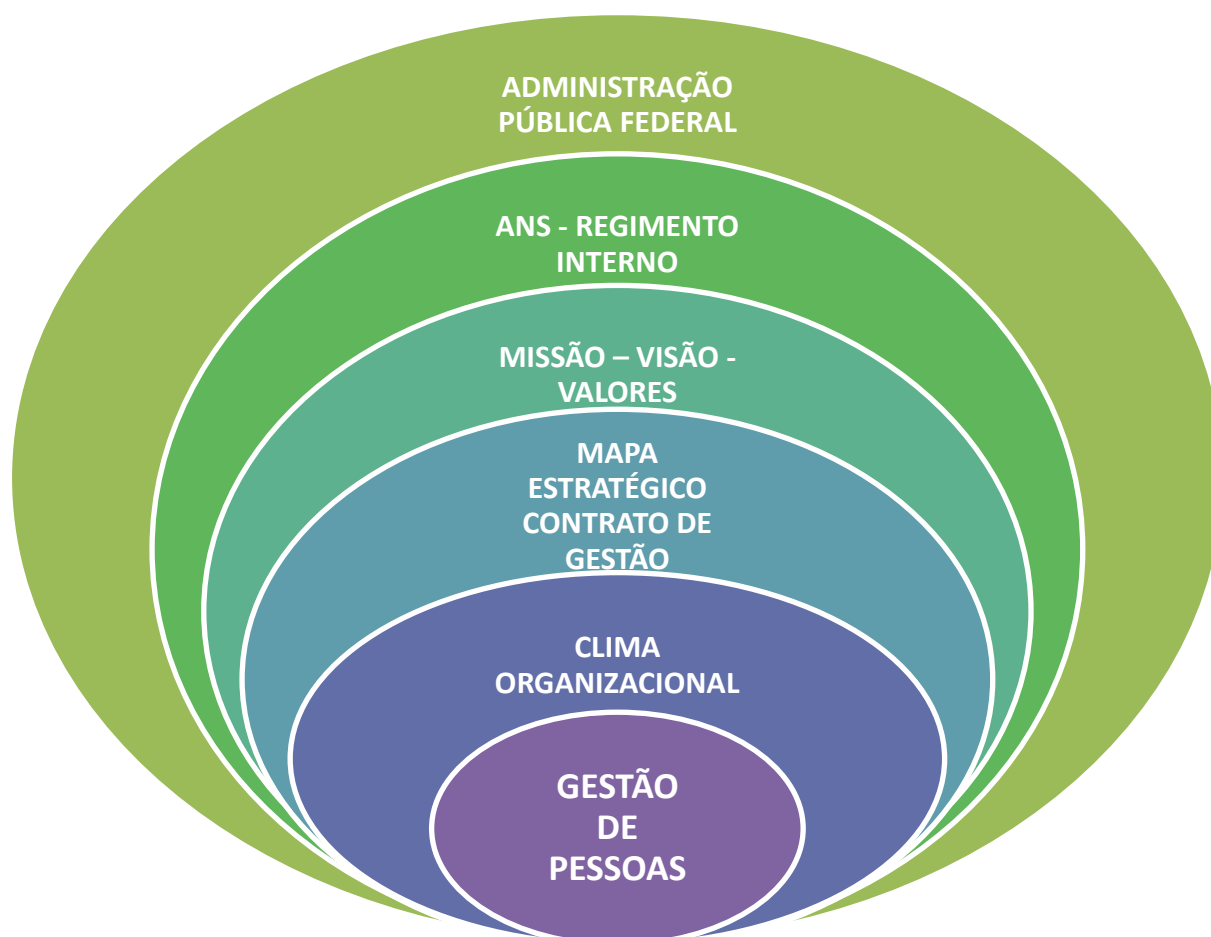 ADMINISTRAÇÃO
PÚBLICA FEDERAL
ANS - REGIMENTO
INTERNO
MISSÃO – VISÃO -
VALORES
MAPA
ESTRATÉGICO
CONTRATO DE
GESTÃO
CLIMA
ORGANIZACIONAL
GESTÃO
DE
PESSOAS